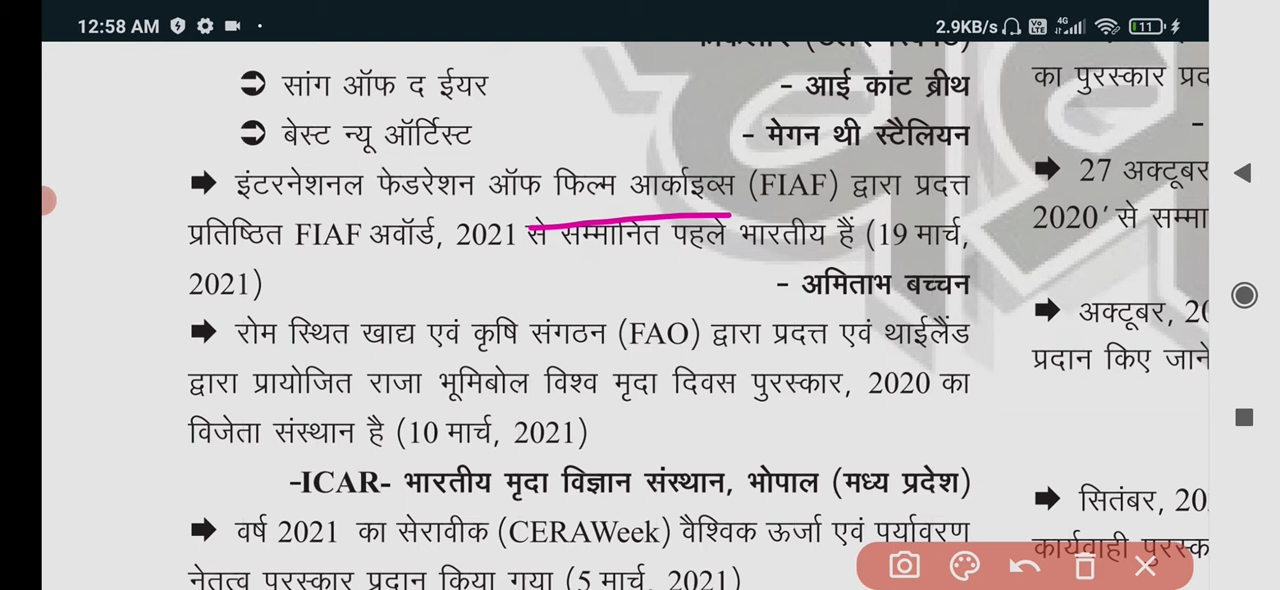 12:58 AM
2.9KB/s
4G
11
सांग ऑफ द ईयर - आई कांट ब्रीथ
बेस्ट न्यू ऑर्टिस्ट - मेगन थी स्टैलियन
इंटरनेशनल फेडरेशन ऑफ फिल्म आर्काइव्स (FIAF) द्वारा प्रदत्त
प्रतिष्ठित FIAF अवॉर्ड, 2021 से सम्मानित पहले भारतीय हैं (19 मार्च,
2021) - अमिताभ बच्चन
रोम स्थित खाद्य एवं कृषि संगठन (FAO) द्वारा प्रदत्त एवं थाईलैंड
द्वारा प्रायोजित राजा भूमिबोल विश्व मृदा दिवस पुरस्कार, 2020 का
विजेता संस्थान है (10 मार्च, 2021)
-ICAR- भारतीय मृदा विज्ञान संस्थान, भोपाल (मध्य प्रदेश)
वर्ष 2021 का सेरावीक (CERAWeek) वैश्विक ऊर्जा एवं पर्यावरण
नेतृत्व पुरस्कार प्रदान किया गया (5 मार्च, 2021)
का पुरस्कार
27 अक्टूबर
2020' से
अक्टूबर,
प्रदान किए जाने
सितंबर,
कार्यवाही